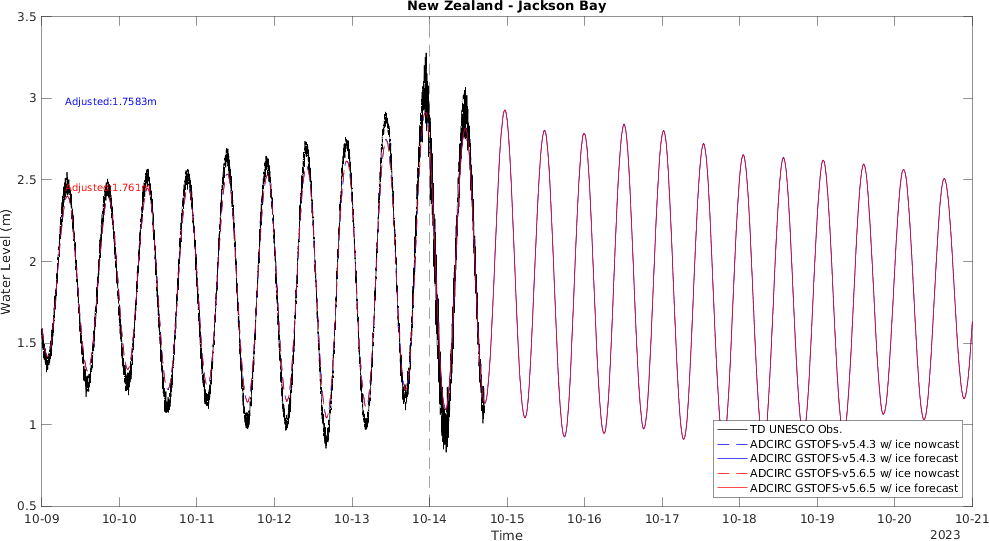 New Zealand - Jackson Bay
3.5
3
2.5
2
1.5
1
0.5
Water Level (m)
Adjusted:1.7583m
Adjusted:1.761
TD UNESCO Obs.
ADCIRC GSTOFS-v5.4.3 w/ ice nowcast
ADCIRC GSTOFS-v5.4.3 w/ ice forecast
ADCIRC GSTOFS-v5.6.5 w/ ice nowcast
ADCIRC GSTOFS-v5.6.5 w/ ice forecast
10-09 10-10 10-11 10-12 10-13 10-14 10-15 10-16 10-17 10-18 10-19 10-20 10-21
Time
2023